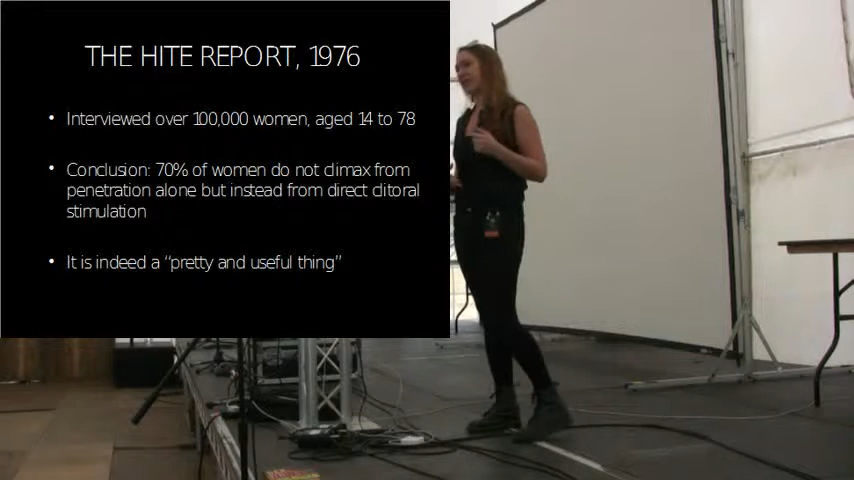 THE HITE REPORT, 1976
• Interviewed over 100,000 women, aged 14 to 78
• Conclusion: 70% of women do not climax from
penetration alone but instead from direct clitoral
stimulation
• It is indeed a “pretty and useful thing”